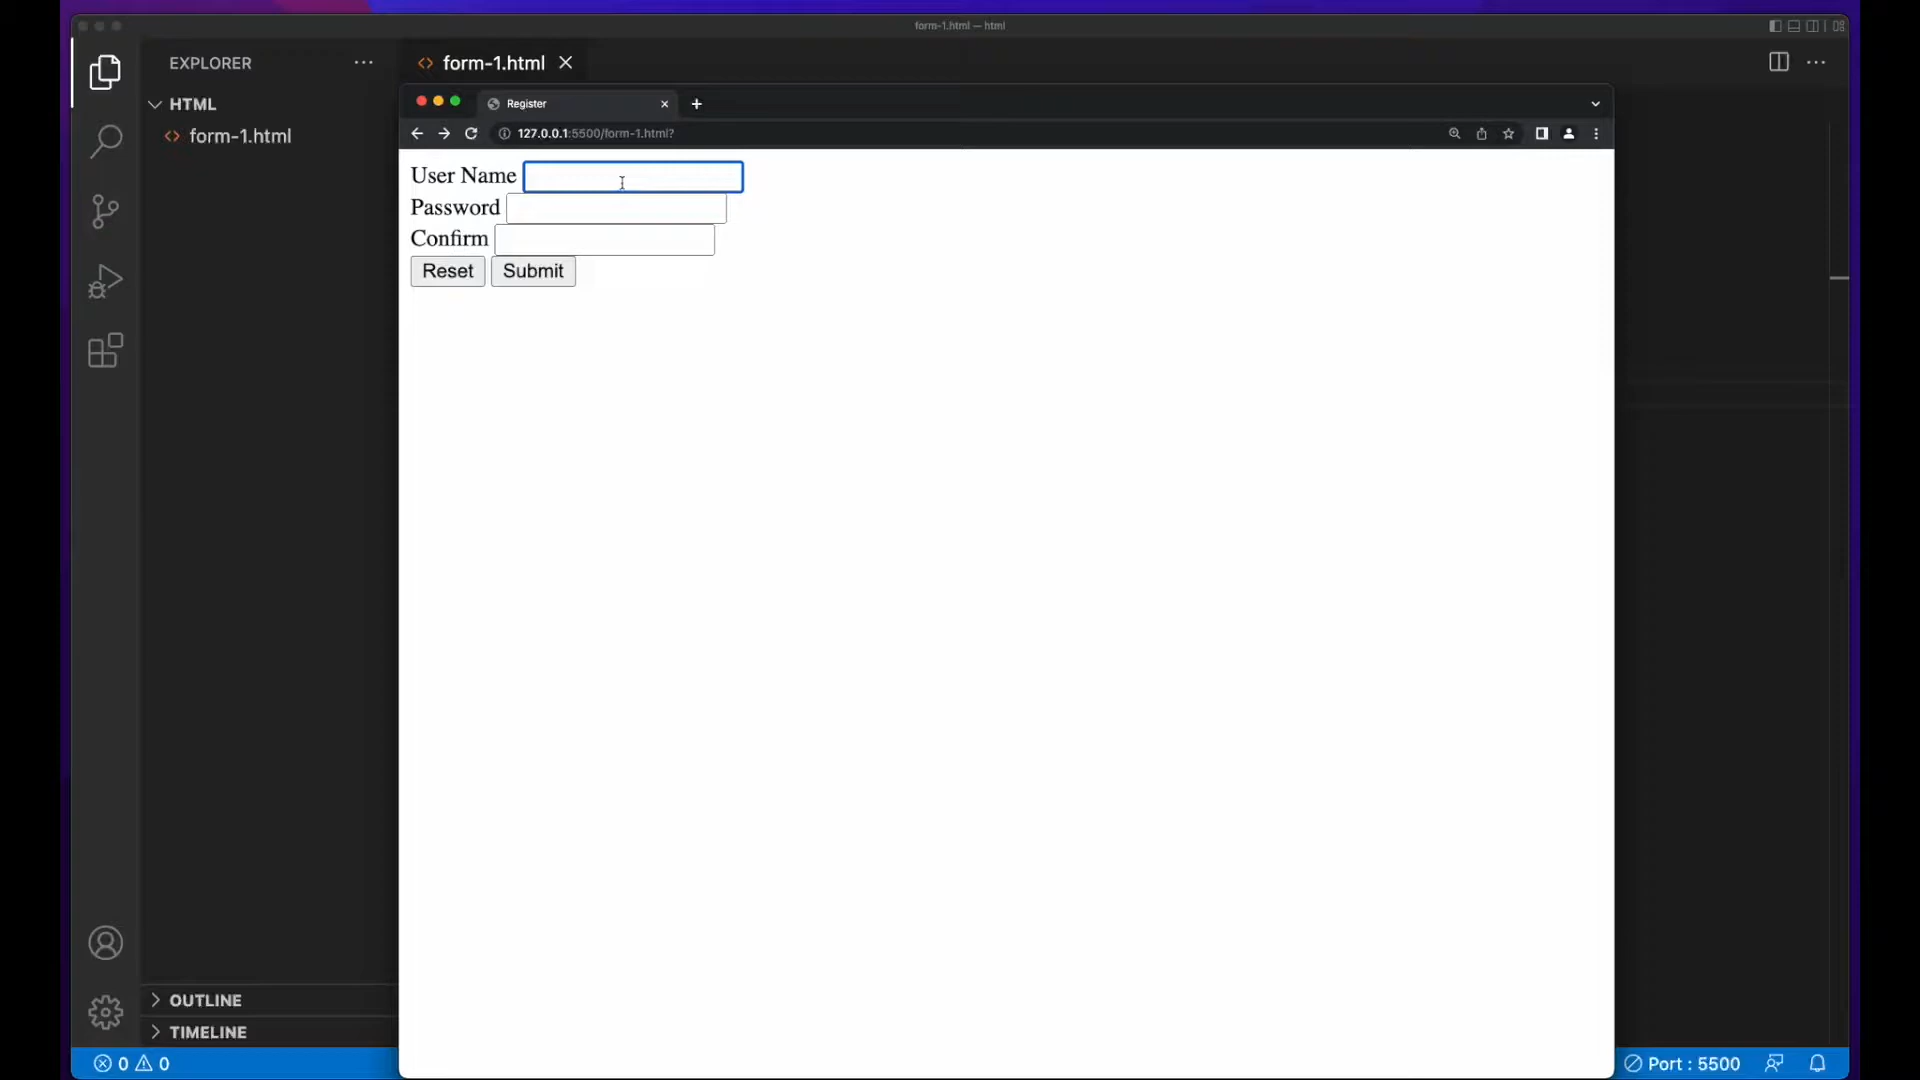 form-1.html — html
EXPLORER
form-1.html
HTML
form-1.html
Register
127.0.0.1:5500/form-1.html?
User Name
Password
Confirm
Reset Submit
OUTLINE
TIMELINE
0 0
Port : 5500